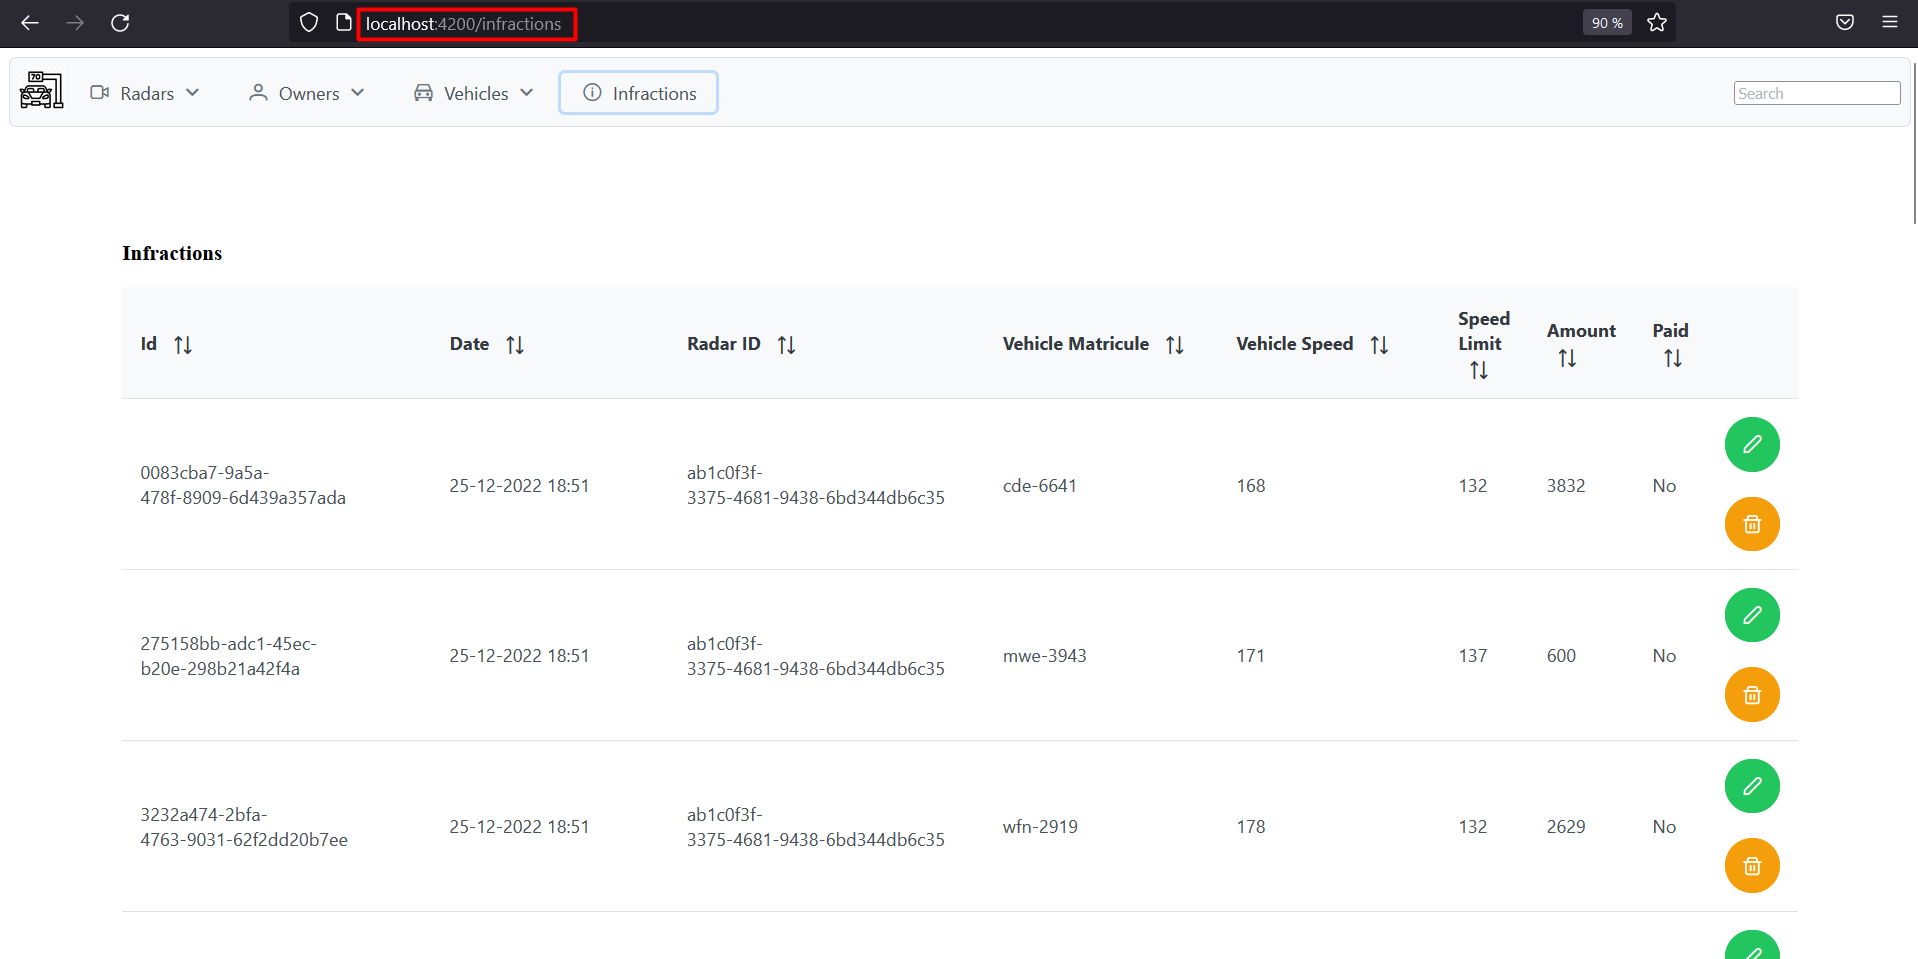 localhost:4200/infractions
90 %
70
Radars
Owners
Vehicles
Infractions
Search
Infractions
Id
Date
Radar ID
Vehicle Matricule
Vehicle Speed
Speed
Limit
Amount
Paid
0083cba7-9a5a-
478f-8909-6d439a357ada
25-12-2022 18:51
ab1c0f3f-
3375-4681-9438-6bd344db6c35
cde-6641
168
132
3832
No
275158bb-adc1-45ec-
b20e-298b21a42f4a
25-12-2022 18:51
ab1c0f3f-
3375-4681-9438-6bd344db6c35
mwe-3943
171
137
600
No
3232a474-2bfa-
4763-9031-62f2dd20b7ee
25-12-2022 18:51
ab1c0f3f-
3375-4681-9438-6bd344db6c35
wfn-2919
178
132
2629
No